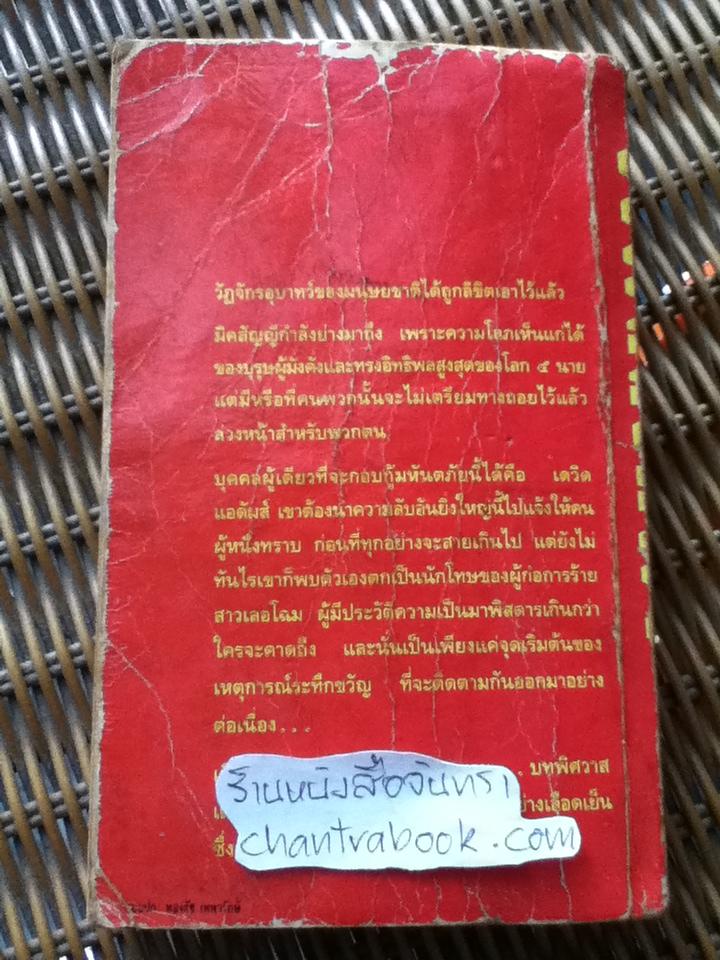 วัฏจักรอุบาทว์ของมนุษยชาติได้ถูกลิขิตเอาไว้แล้ว
มิคสัญญีกำลังย่างมาถึง เพราะความโลภเห็นแก่ได้
ของบุรุษผู้มั่งคั่งและทรงอิทธิพลสูงสุดของโลก ๕ นาย
แต่มีหรือที่คนพวกนั้นจะไม่เตรียมทางถอยไว้แล้ว
ลวงหน้าสำหรับพวกตน
บุคคลผู้เดียวที่จะกอบกู้มหันตภัยนี้ได้คือ เดวิด
แอดัมส์ เขาต้องนำความลับอันยิ่งใหญ่นี้ไปแจ้งให้คน
ผู้หนึ่งทราบ ก่อนที่ทุกอย่างจะสายเกินไป แต่ยังไม่
ทันไรเขาก็พบตัวเองตกเป็นนักโทษของผู้ก่อการร้าย
สาวเลอโฉม ผู้มีประวัติความเป็นมาพิสดารเกินกว่า
ใครจะคาดถึง และนั่นเป็นเพียงแค่จุดเริ่มต้นของ
เหตุการณ์ระทึกขวัญ ที่จะติดตามกันออกมาอย่าง
ต่อเนื่อง...
บทพิศวาส
อย่างเลือดเย็น
ซึ่ง
ร้านหนังสือจันทรา
chantrabook.com